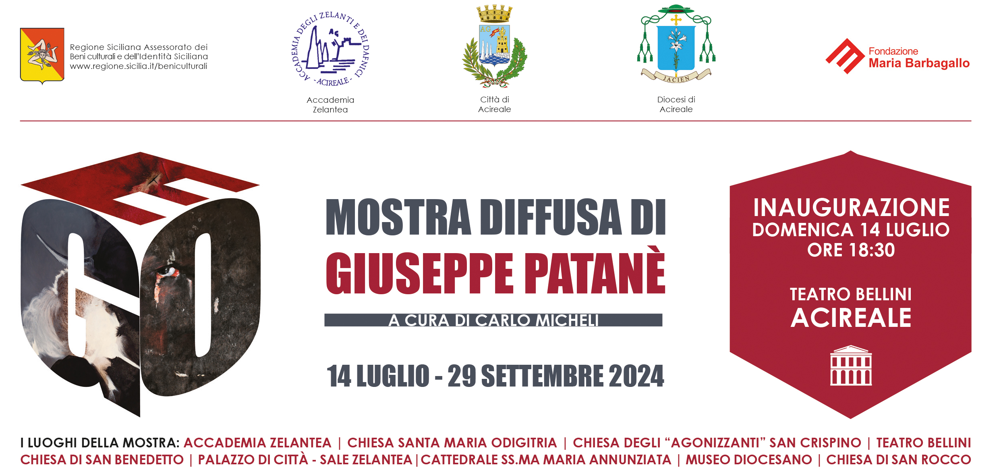 Regione Siciliana Assessorato dei
Beni culturali e dell'Identità Siciliana
www.regione.sicilia.it/beniculturali
ACCADEMIA DEGLI ZELANTI E DEI DAFNICI
AG
- ACIREALE -
Accademia
Zelantea
AG
Città di
Acireale
JACIEN
Diocesi di
Acireale
Fondazione
Maria Barbagallo
EGO
MOSTRA DIFFUSA DI
GIUSEPPE PATANÈ
A CURA DI CARLO MICHELI
14 LUGLIO - 29 SETTEMBRE 2024
INAUGURAZIONE
DOMENICA 14 LUGLIO
ORE 18:30
TEATRO BELLINI
ACIREALE
I LUOGHI DELLA MOSTRA: ACCADEMIA ZELANTEA | CHIESA SANTA MARIA ODIGITRIA | CHIESA DEGLI “AGONIZZANTI” SAN CRISPINO | TEATRO BELLINI
CHIESA DI SAN BENEDETTO | PALAZZO DI CITTÀ - SALE ZELANTEA|CATTEDRALE SS.MA MARIA ANNUNZIATA | MUSEO DIOCESANO | CHIESA DI SAN ROCCO